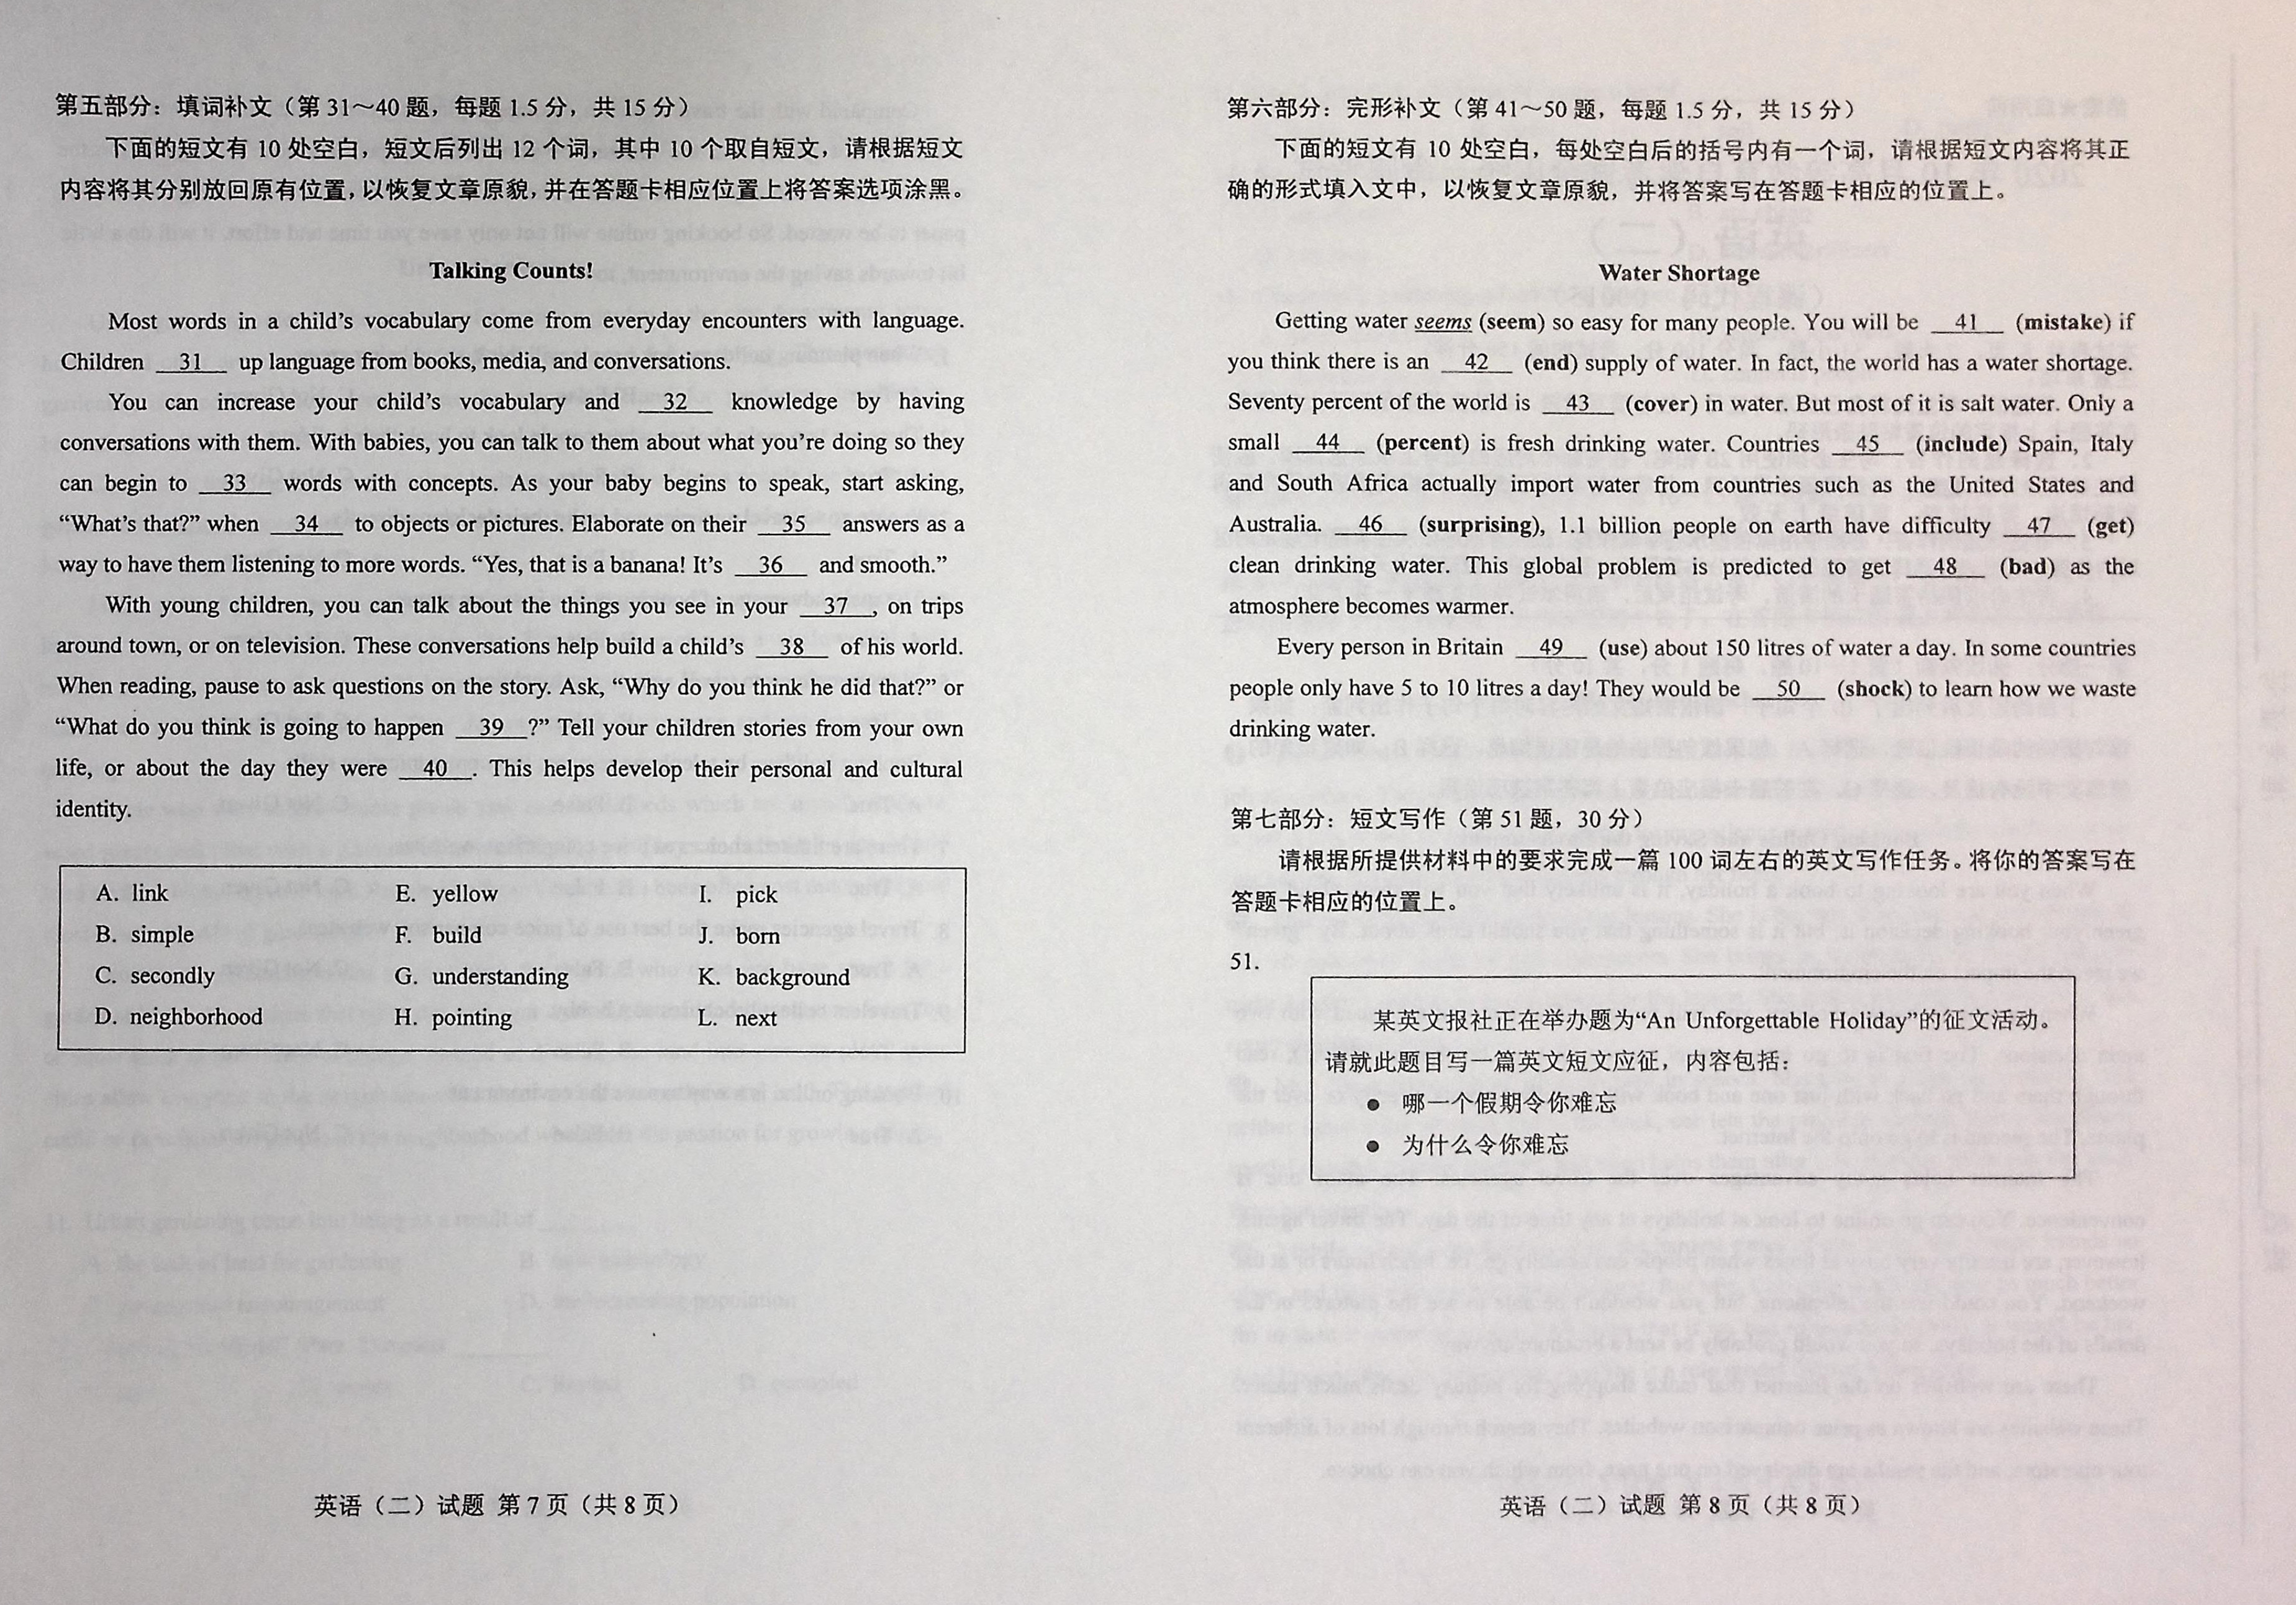 第五部分：填词补文（第 31～40 题，每题 1.5 分，共 15 分）
下面的短文有 10 处空白，短文后列出 12 个词，其中 10 个取自短文，请根据短文
内容将其分别放回原有位置，以恢复文章原貌，并在答题卡相应位置上将答案选项涂黑。
Talking Counts!
Most words in a child's vocabulary come from everyday encounters with language.
Children 31 up language from books, media, and conversations.
You can increase your child's vocabulary and 32 knowledge by having
conversations with them. With babies, you can talk to them about what you're doing so they
can begin to 33 words with concepts. As your baby begins to speak, start asking,
“What's that?” when 34 to objects or pictures. Elaborate on their 35 answers as a
way to have them listening to more words. “Yes, that is a banana! It's 36 and smooth.”
With young children, you can talk about the things you see in your 37, on trips
around town, or on television. These conversations help build a child's 38 of his world.
When reading, pause to ask questions on the story. Ask, “Why do you think he did that?” or
“What do you think is going to happen 39?” Tell your children stories from your own
life, or about the day they were 40. This helps develop their personal and cultural
identity.
A. link E. yellow I. pick
B. simple F. build J. born
C. secondly G. understanding K. background
D. neighborhood H. pointing L. next
英语（二）试题 第 7 页（共 8 页）
第六部分：完形补文（第 41～50 题，每题 1.5 分，共 15 分）
下面的短文有 10 处空白，每处空白后的括号内有一个词，请根据短文内容将其正
确的形式填入文中，以恢复文章原貌，并将答案写在答题卡相应的位置上。
Water Shortage
Getting water seems (seem) so easy for many people. You will be 41 (mistake) if
you think there is an 42 (end) supply of water. In fact, the world has a water shortage.
Seventy percent of the world is 43 (cover) in water. But most of it is salt water. Only a
small 44 (percent) is fresh drinking water. Countries 45 (include) Spain, Italy
and South Africa actually import water from countries such as the United States and
Australia. 46 (surprising), 1.1 billion people on earth have difficulty 47 (get)
clean drinking water. This global problem is predicted to get 48 (bad) as the
atmosphere becomes warmer.
Every person in Britain 49 (use) about 150 litres of water a day. In some countries
people only have 5 to 10 litres a day! They would be 50 (shock) to learn how we waste
drinking water.
第七部分：短文写作（第 51 题，30 分）
请根据所提供材料中的要求完成一篇 100 词左右的英文写作任务。将你的答案写在
答题卡相应的位置上。
51.
某英文报社正在举办题为“An Unforgettable Holiday”的征文活动。
请就此题目写一篇英文短文应征，内容包括：
● 哪一个假期令你难忘
● 为什么令你难忘
英语（二）试题 第 8 页（共 8 页）